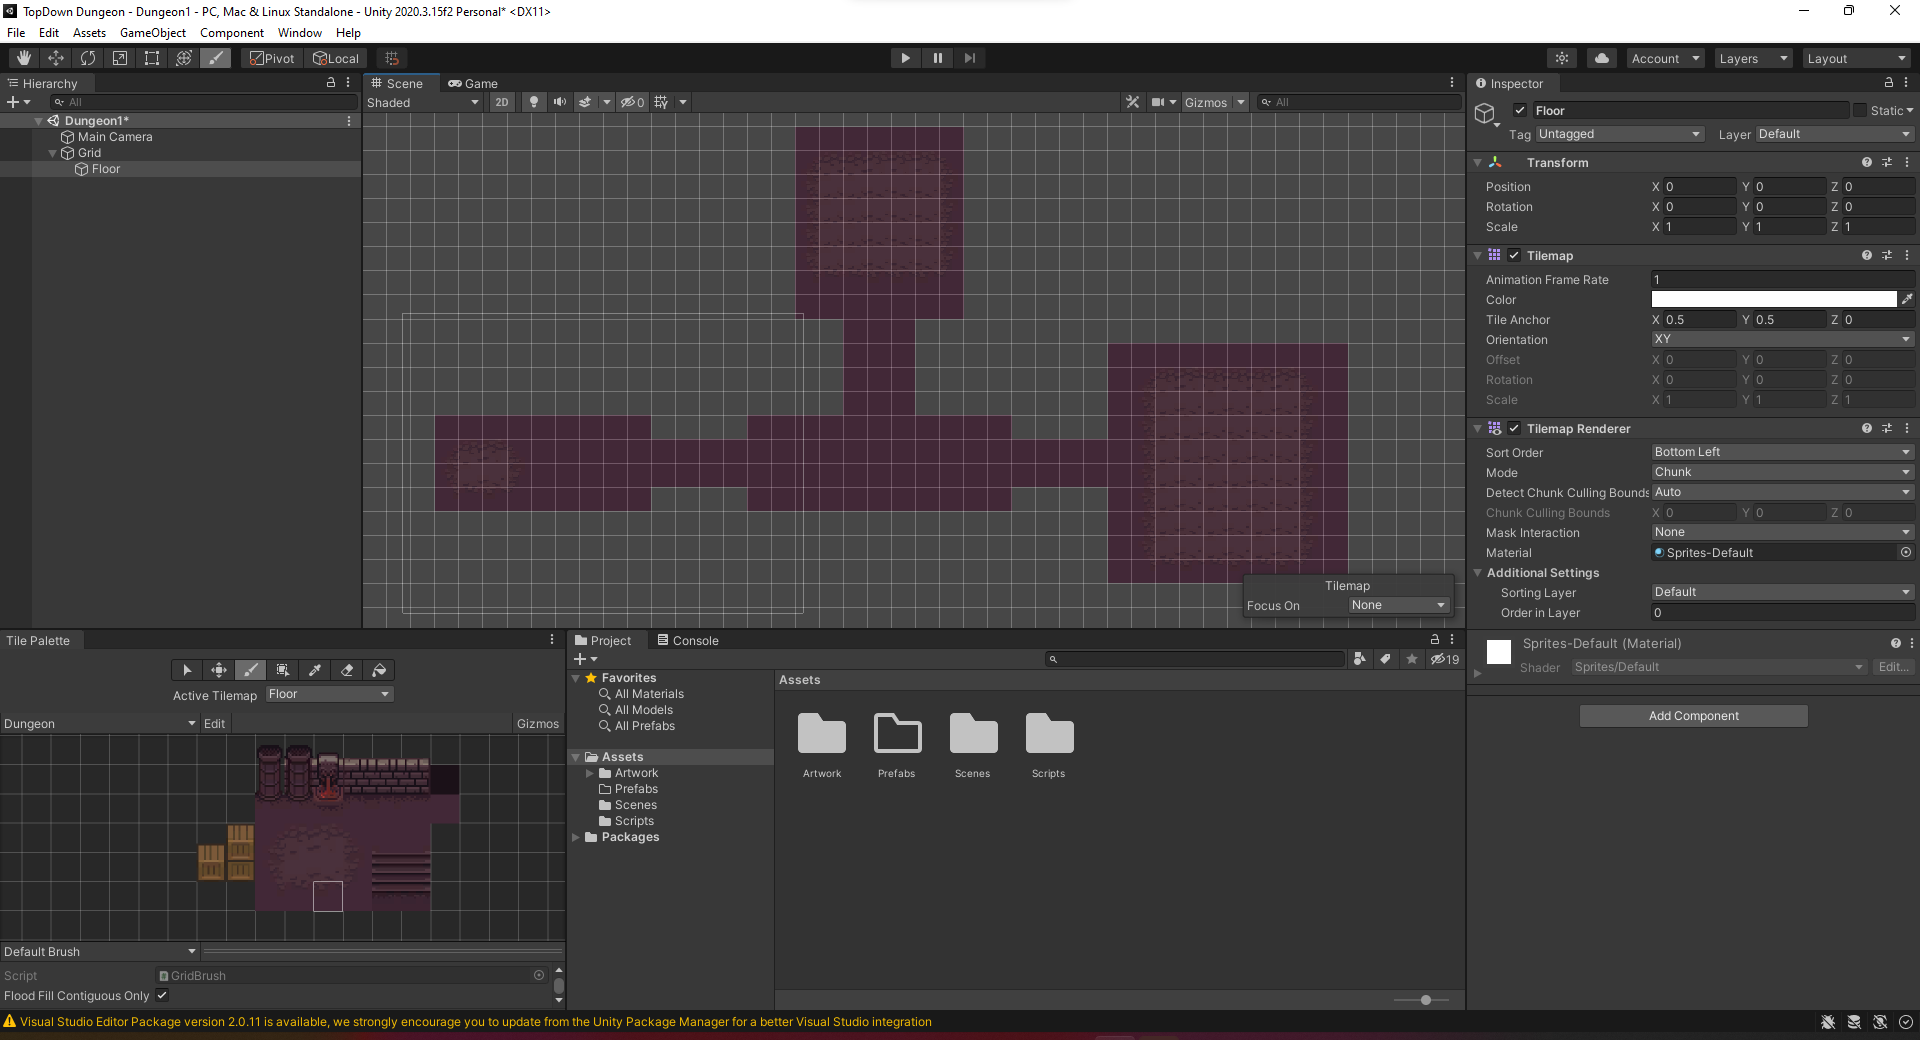 TopDown Dungeon - Dungeon1 - PC, Mac & Linux Standalone - Unity 2020.3.15f2 Personal* <DX11>
File Edit Assets GameObject Component Window Help
Pivot Local Account Layers Layout
Hierarchy
All
Dungeon1*
Main Camera
Grid
Floor
Scene Game
Shaded 2D 0 Gizmos All
Tilemap
Focus On None
Inspector
Floor Static
Tag Untagged Layer Default
Transform
Position X 0 Y 0 Z 0
Rotation X 0 Y 0 Z 0
Scale X 1 Y 1 Z 1
Tilemap
Animation Frame Rate 1
Color
Tile Anchor X 0.5 Y 0.5 Z 0
Orientation XY
Offset X 0 Y 0 Z 0
Rotation X 0 Y 0 Z 0
Scale X 1 Y 1 Z 1
Tilemap Renderer
Sort Order Bottom Left
Mode Chunk
Detect Chunk Culling Bounds Auto
Chunk Culling Bounds X 0 Y 0 Z 0
Mask Interaction None
Material Sprites-Default
Additional Settings
Sorting Layer Default
Order in Layer 0
Sprites-Default (Material)
Shader Sprites/Default Edit...
Add Component
Tile Palette
Active Tilemap Floor
Dungeon Edit Gizmos
Default Brush
Script GridBrush
Flood Fill Contiguous Only
Project Console
19
Favorites
All Materials
All Models
All Prefabs
Assets
Artwork
Prefabs
Scenes
Scripts
Packages
Assets
Artwork Prefabs Scenes Scripts
Visual Studio Editor Package version 2.0.11 is available, we strongly encourage you to update from the Unity Package Manager for a better Visual Studio integration